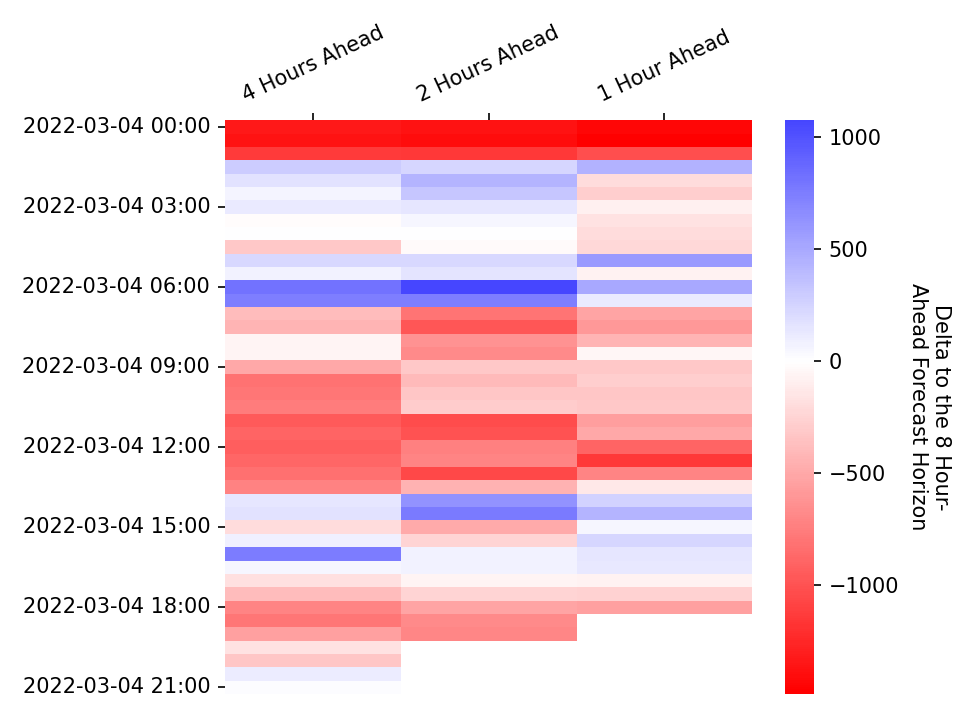 4 Hours Ahead
2 Hours Ahead
1 Hour Ahead
2022-03-04 00:00
2022-03-04 03:00
2022-03-04 06:00
2022-03-04 09:00
2022-03-04 12:00
2022-03-04 15:00
2022-03-04 18:00
2022-03-04 21:00
1000
500
0
−500
−1000
Delta to the 8 Hour-
Ahead Forecast Horizon